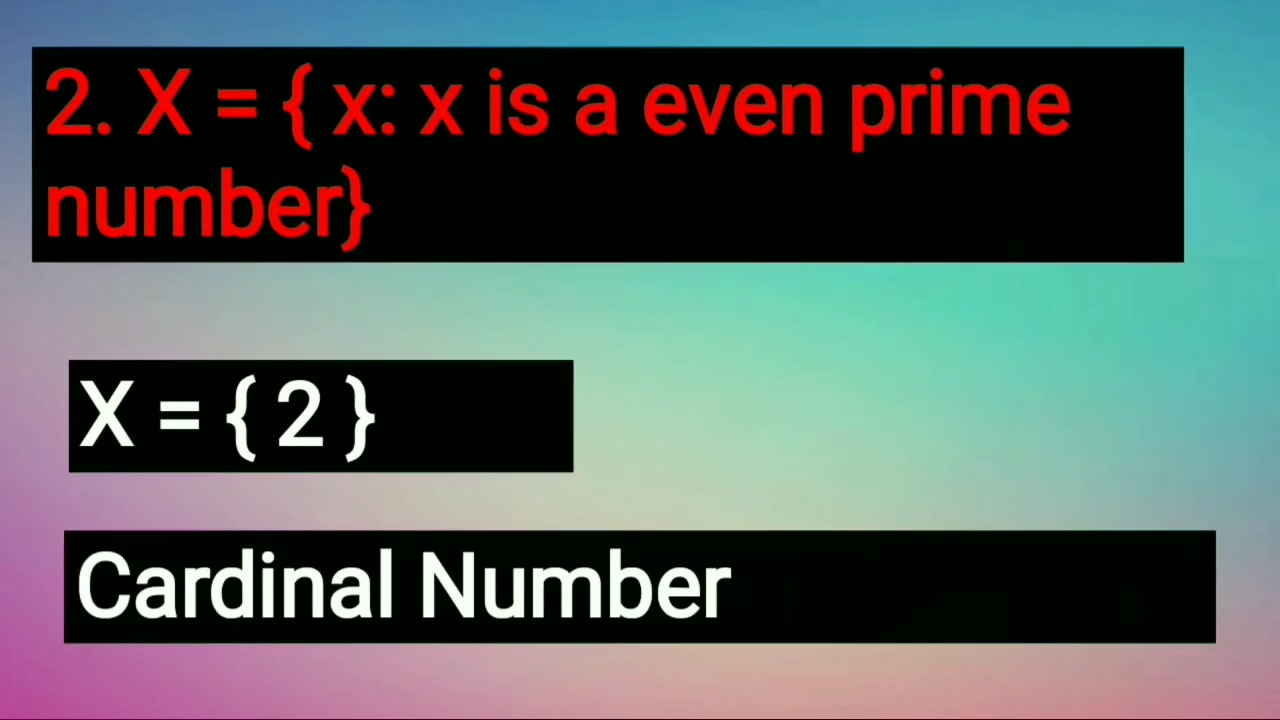 2. X = { x: x is a even prime
number}
X = { 2 }
Cardinal Number